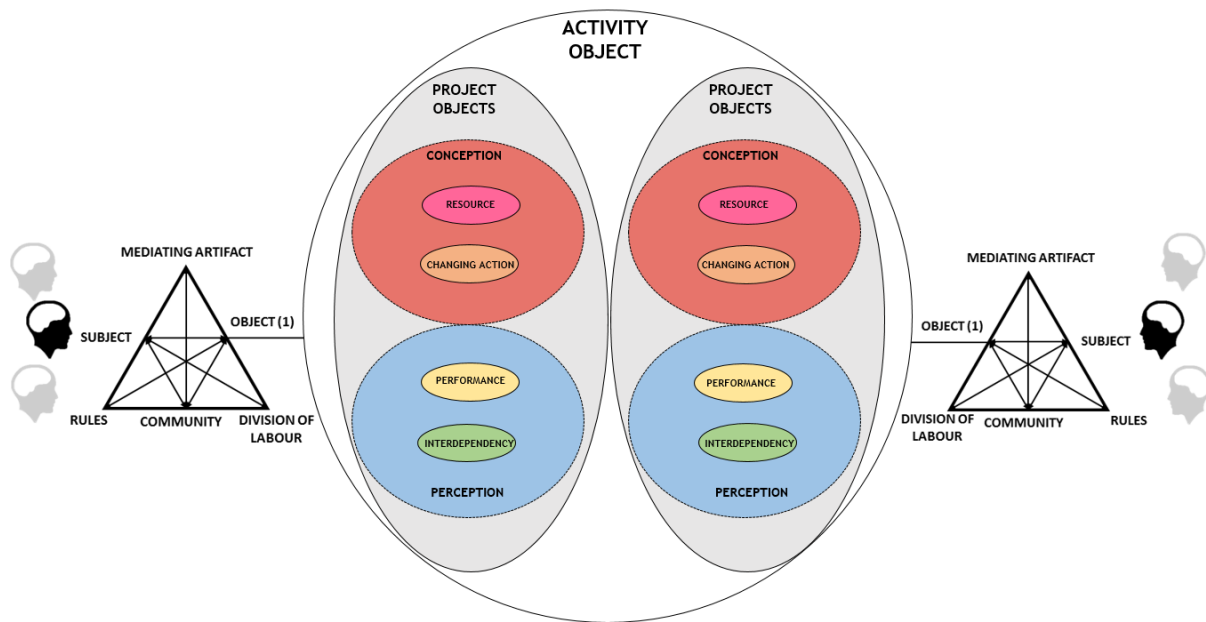 ACTIVITY
OBJECT
PROJECT
OBJECTS
CONCEPTION
RESOURCE
CHANGING ACTION
PERFORMANCE
INTERDEPENDENCY
PERCEPTION
PROJECT
OBJECTS
CONCEPTION
RESOURCE
CHANGING ACTION
PERFORMANCE
INTERDEPENDENCY
PERCEPTION
MEDIATING ARTIFACT
SUBJECT
OBJECT (1)
RULES
COMMUNITY
DIVISION OF
LABOUR
MEDIATING ARTIFACT
OBJECT (1)
SUBJECT
DIVISION OF
LABOUR
COMMUNITY
RULES